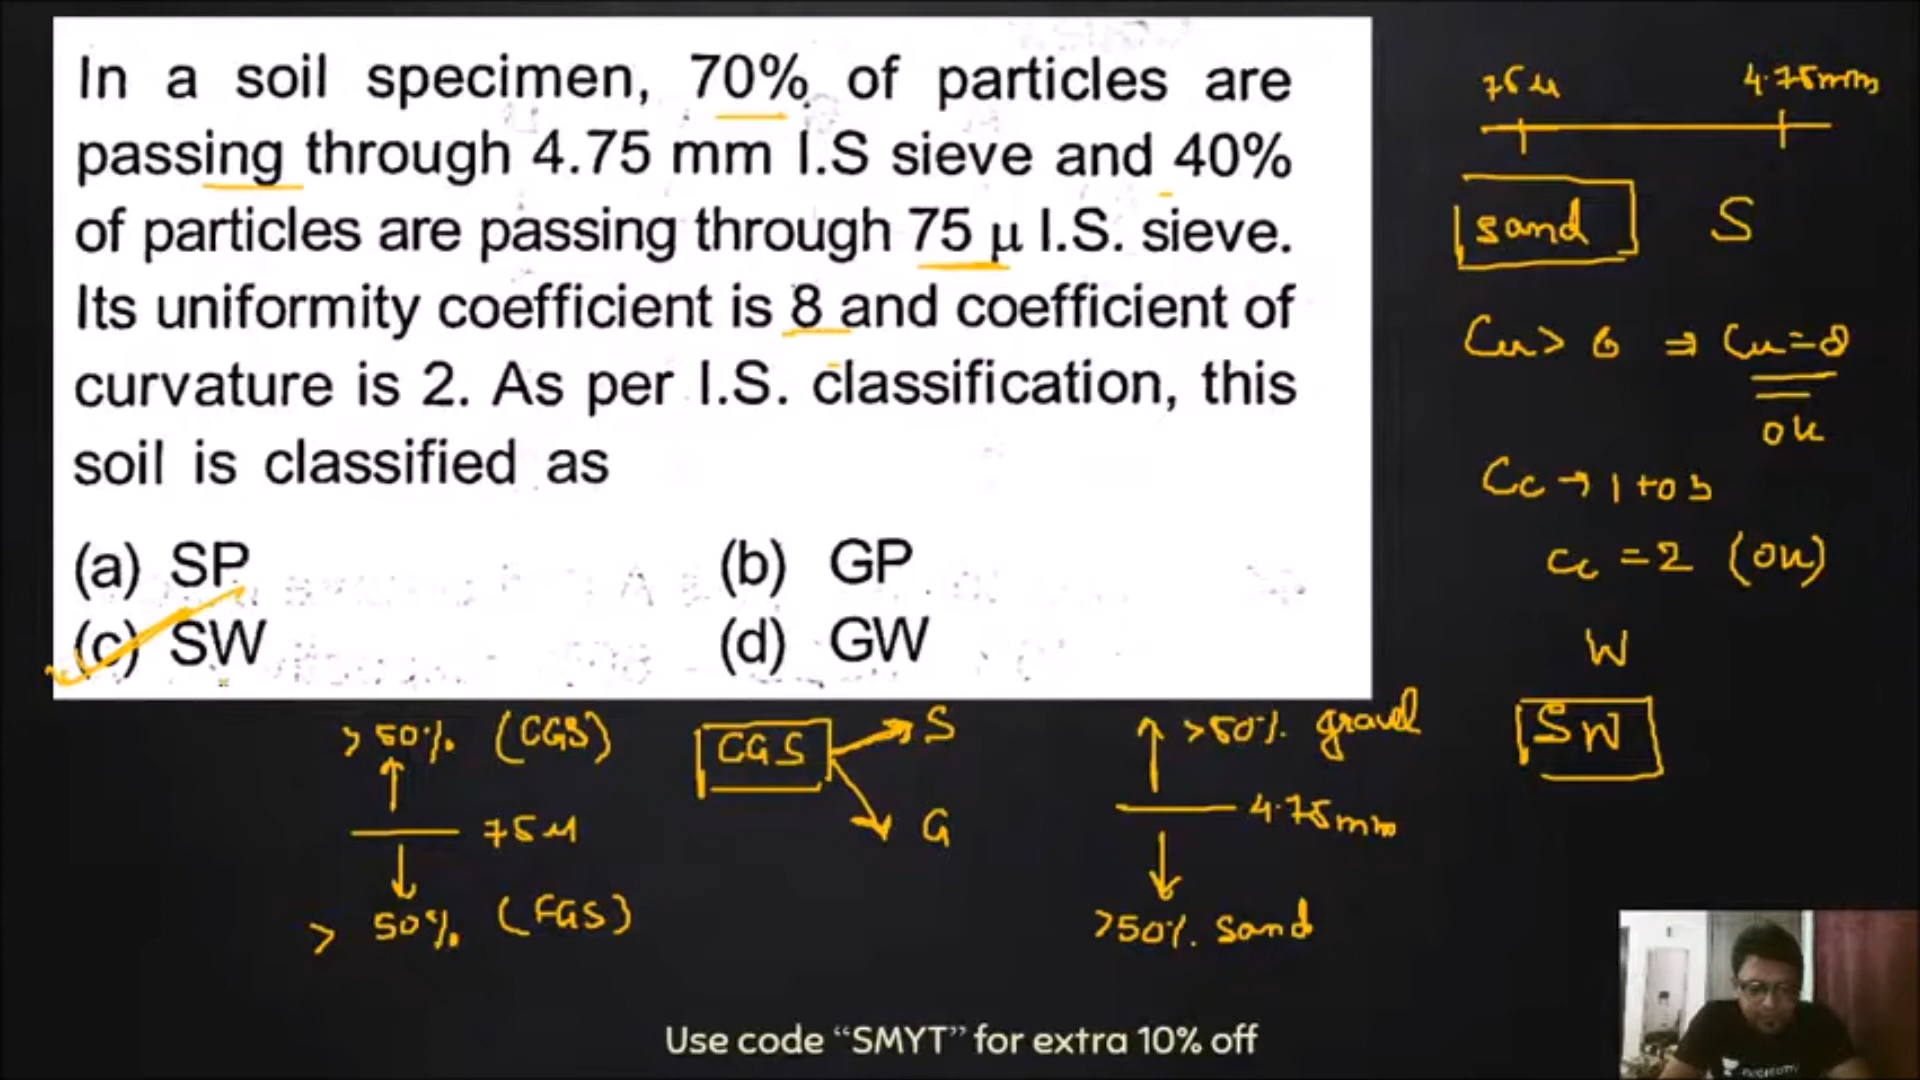 In a soil specimen, 70% of particles are
passing through 4.75 mm I.S sieve and 40%
of particles are passing through 75 μ I.S. sieve.
Its uniformity coefficient is 8 and coefficient of
curvature is 2. As per I.S. classification, this
soil is classified as
(a) SP (b) GP
(c) SW (d) GW
75μ 4.75mm
sand S
Cu > 6 ⇒ Cu = 8
ok
Cc → 1 to 3
Cc = 2 (ok)
W
SW
>50% (CGS)
75μ
> 50% (FGS)
CGS S
G
>50% gravel
4.75mm
>50% sand
Use code “SMYT” for extra 10% off